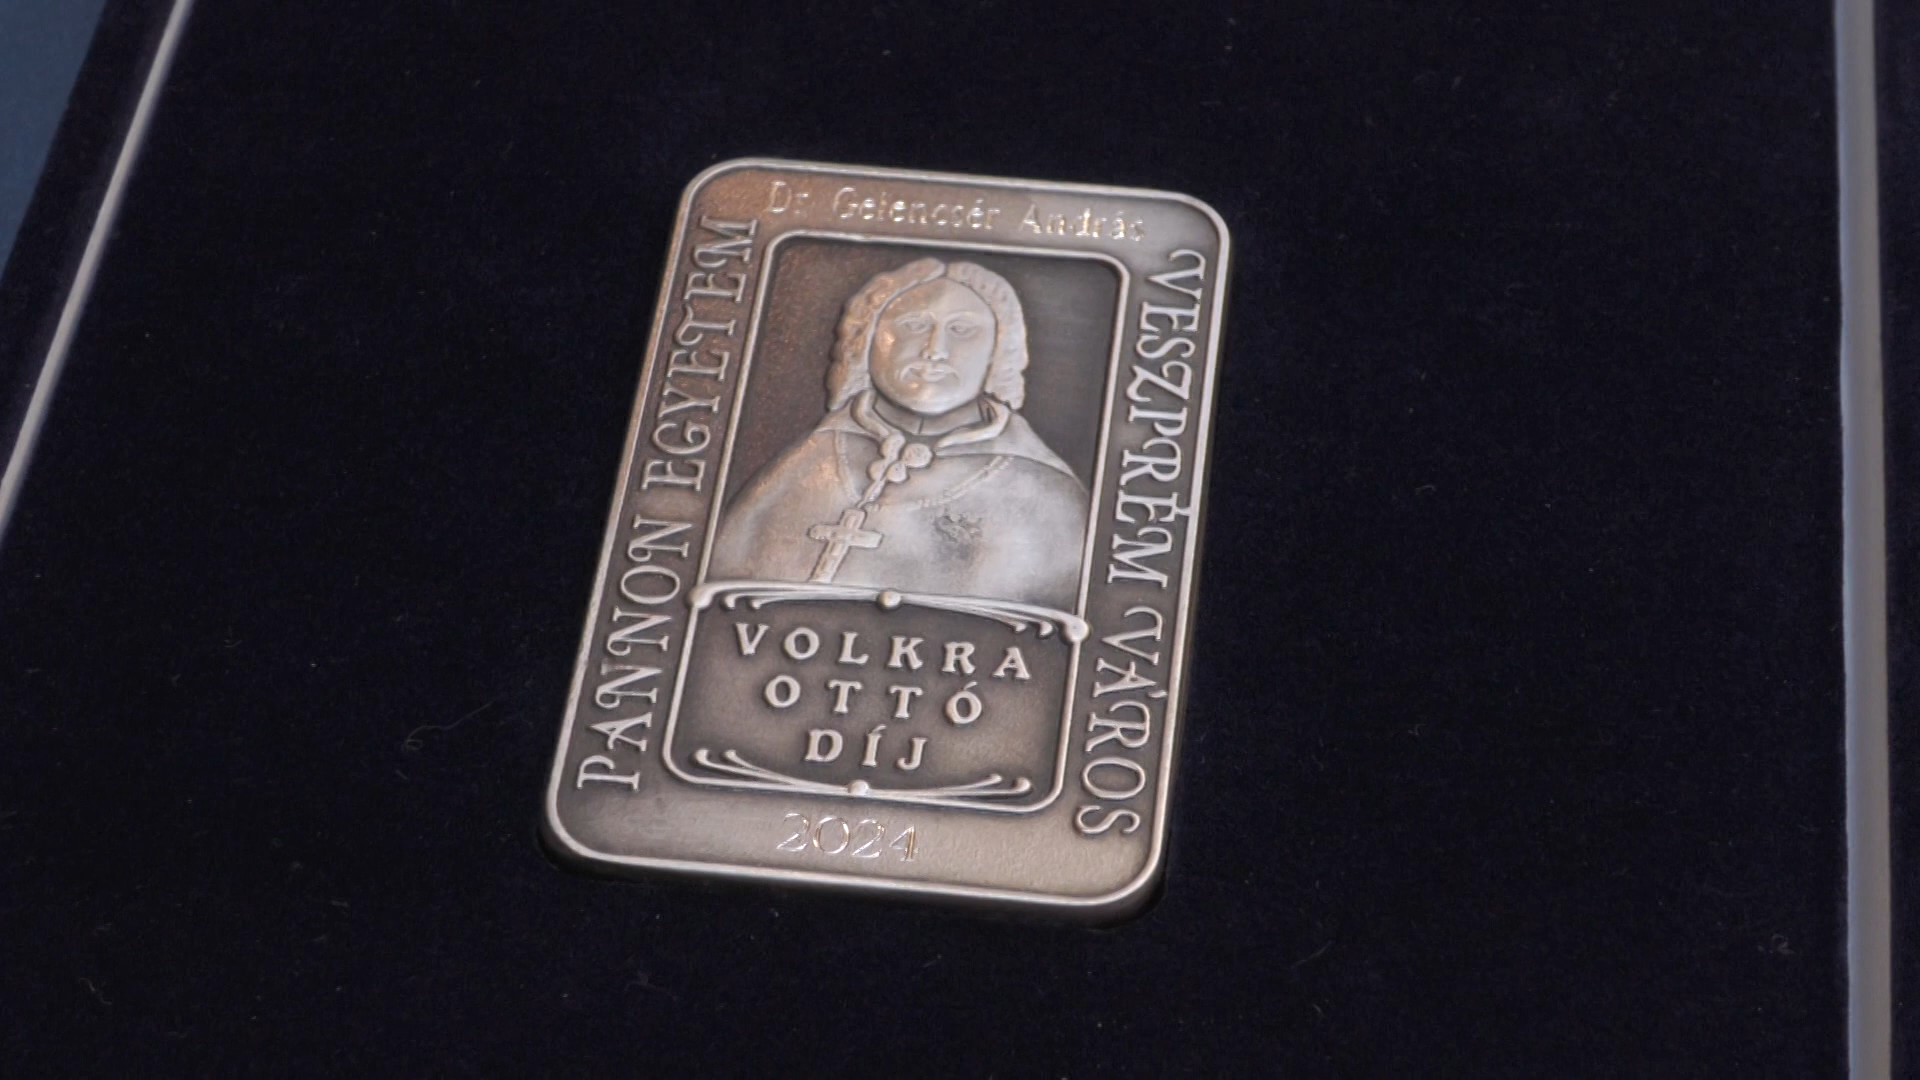 Dr. Gelencsér András
PANNON EGYETEM
VESZPRÉM VÁROS
VOLKRA
OTTÓ
DÍJ
2024